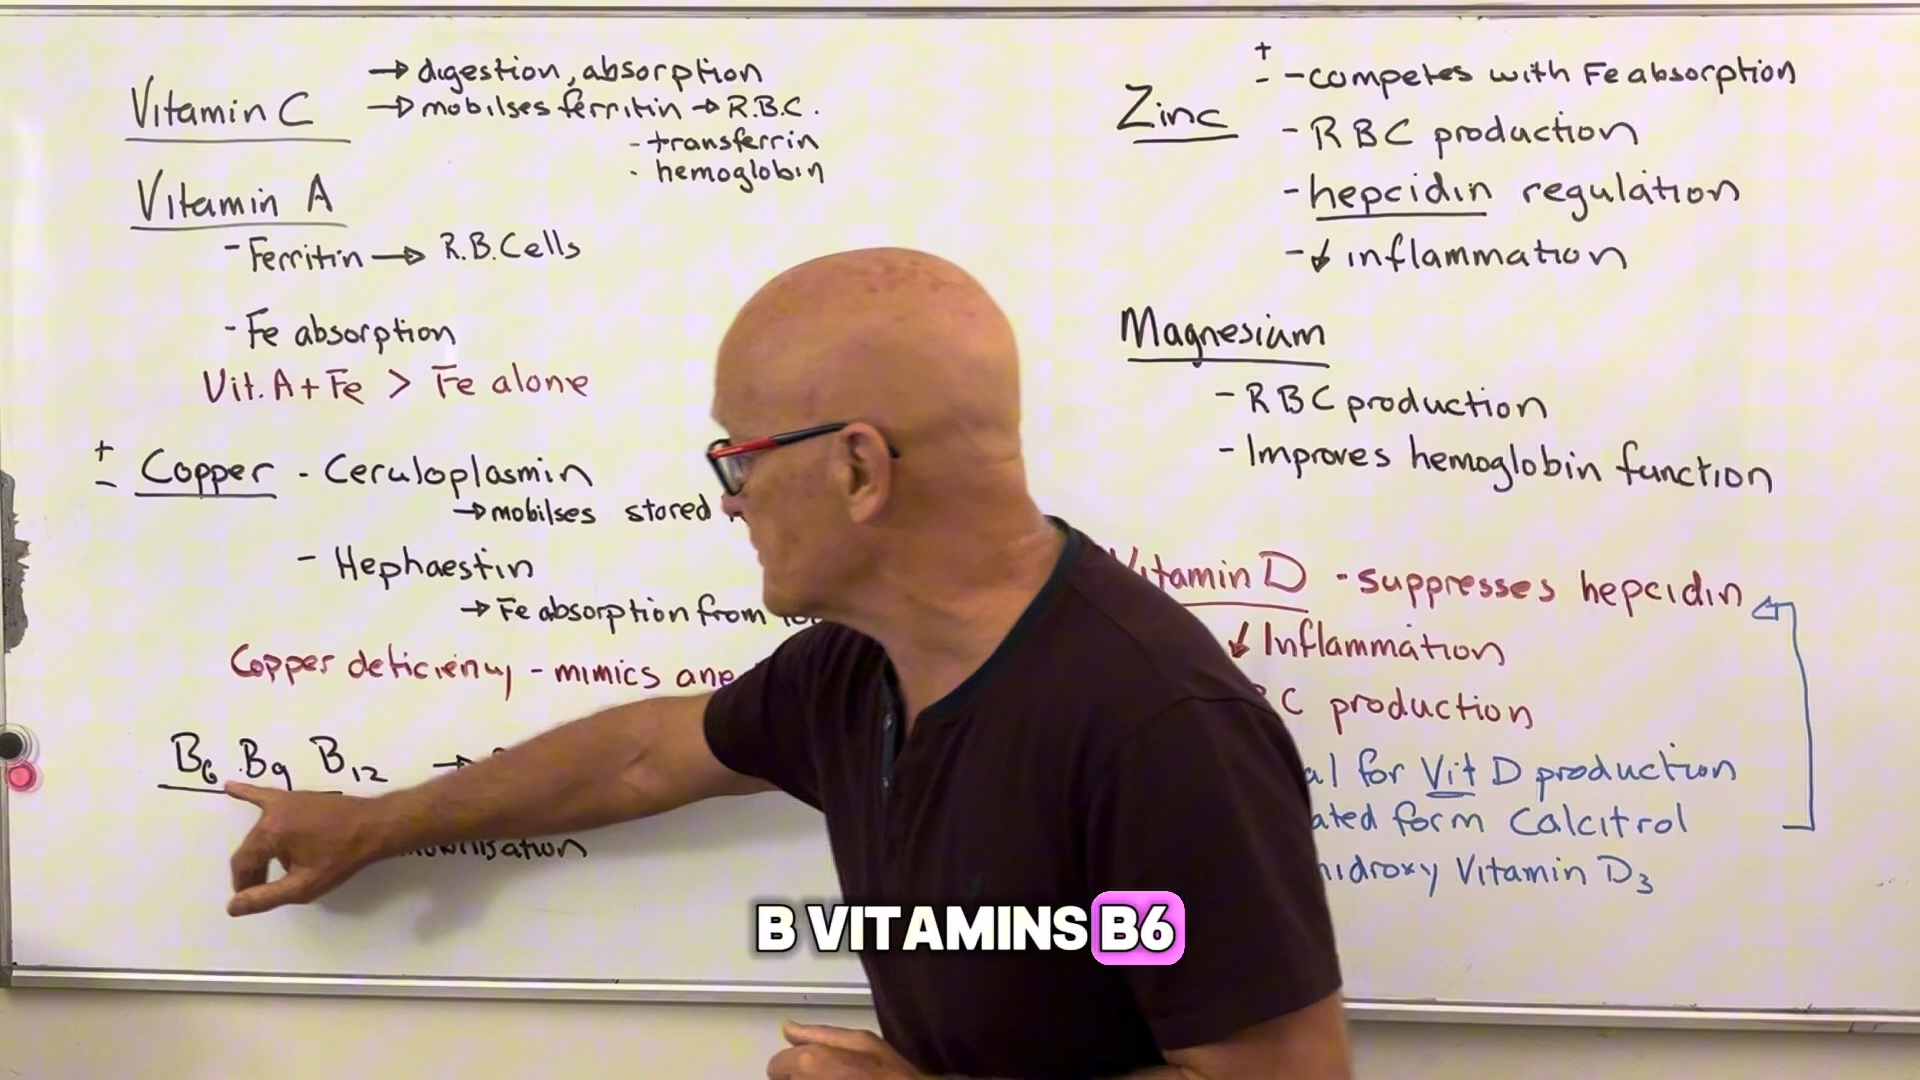 Vitamin C → digestion, absorption
→ mobilses ferritin → R.B.C.
- transferrin
- hemoglobin
Vitamin A
- Ferritin → R.B.Cells
- Fe absorption
Vit. A + Fe > Fe alone
+
- Copper - Ceruloplasmin
→ mobilses stored
- Hephaestin
→ Fe absorption from
Copper deficiency - mimics
B6 B9 B12 →
Zinc
+
- - competes with Fe absorption
- RBC production
- hepcidin regulation
- ↓ inflammation
Magnesium
- RBC production
- Improves hemoglobin function
Vitamin D - suppresses hepcidin
↓ Inflammation
C production
for Vit D production
form Calcitrol
Vitamin D3
B VITAMINS B6